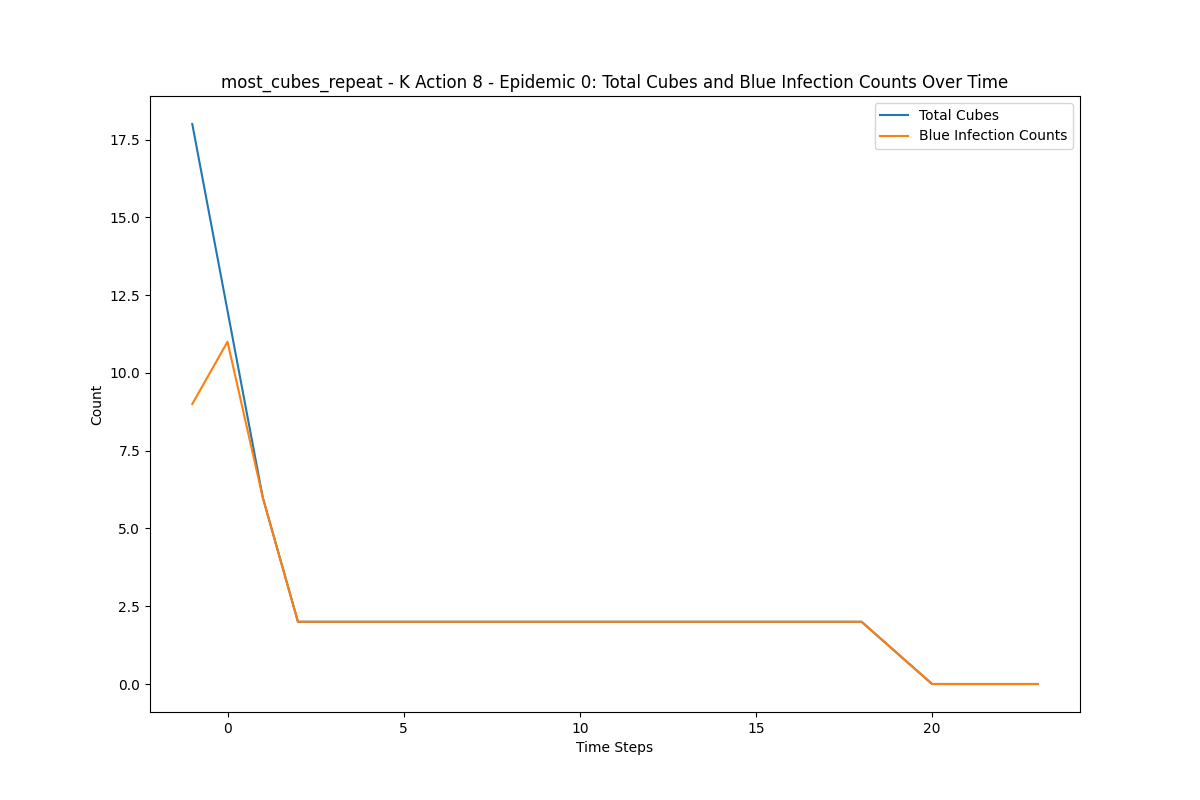 most_cubes_repeat - K Action 8 - Epidemic 0: Total Cubes and Blue Infection Counts Over Time
Total Cubes
Blue Infection Counts
17.5
15.0
12.5
10.0
7.5
5.0
2.5
0.0
Count
0 5 10 15 20
Time Steps